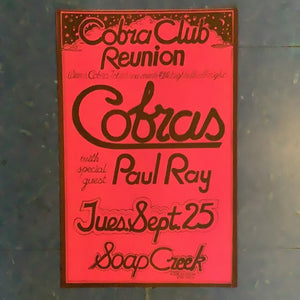 Cobra Club
Reunion
Cobras
with
special
guest
Paul Ray
Tues. Sept. 25
Soap Creek